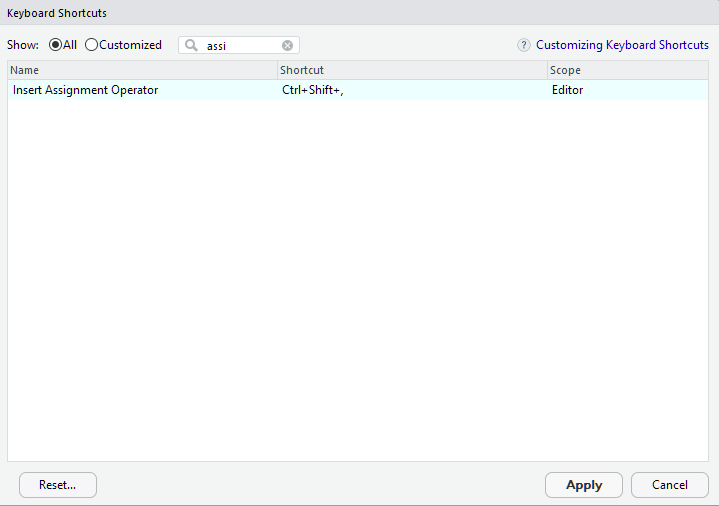 Keyboard Shortcuts
Show: All Customized assi ? Customizing Keyboard Shortcuts
Name Shortcut Scope
Insert Assignment Operator Ctrl+Shift+, Editor
Reset... Apply Cancel